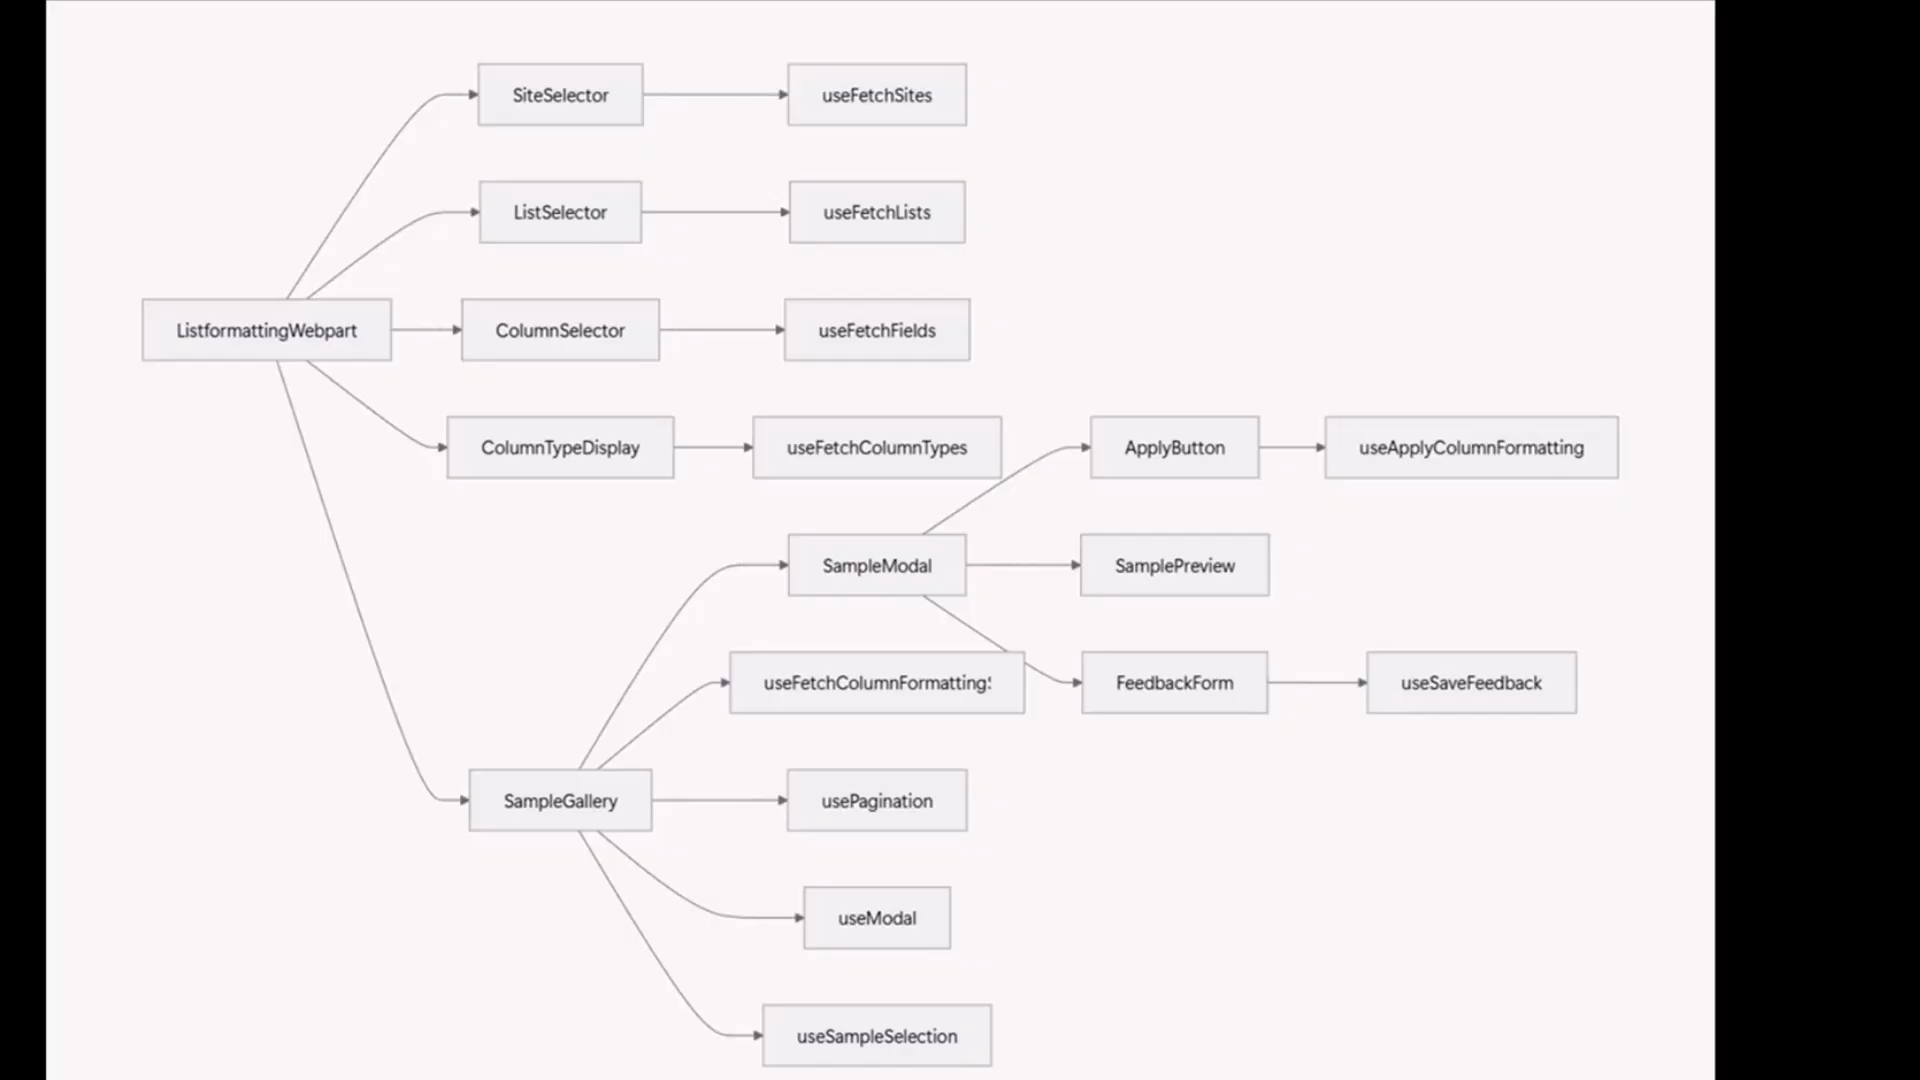 SiteSelector
useFetchSites
ListSelector
useFetchLists
ListformattingWebpart
ColumnSelector
useFetchFields
ColumnTypeDisplay
useFetchColumnTypes
ApplyButton
useApplyColumnFormatting
SampleModal
SamplePreview
useFetchColumnFormatting
FeedbackForm
useSaveFeedback
SampleGallery
usePagination
useModal
useSampleSelection